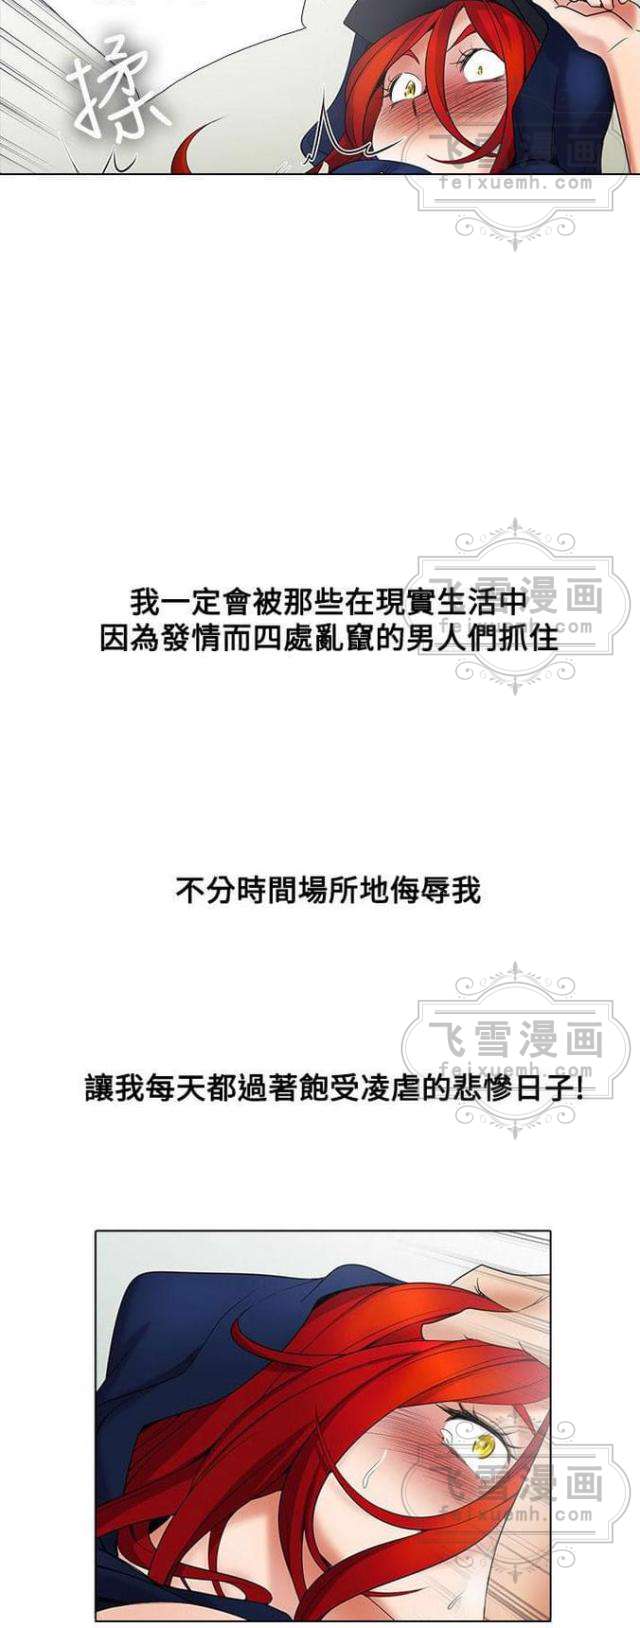 揉
飞雪漫画
feixuemh.com
飞雪漫画
feixuemh.com
我一定會被那些在現實生活中
因為發情而四處亂竄的男人們抓住
不分時間場所地侮辱我
飞雪漫画
feixuemh.com
讓我每天都過著飽受凌虐的悲慘日子!
飞雪漫画
feixuemh.com